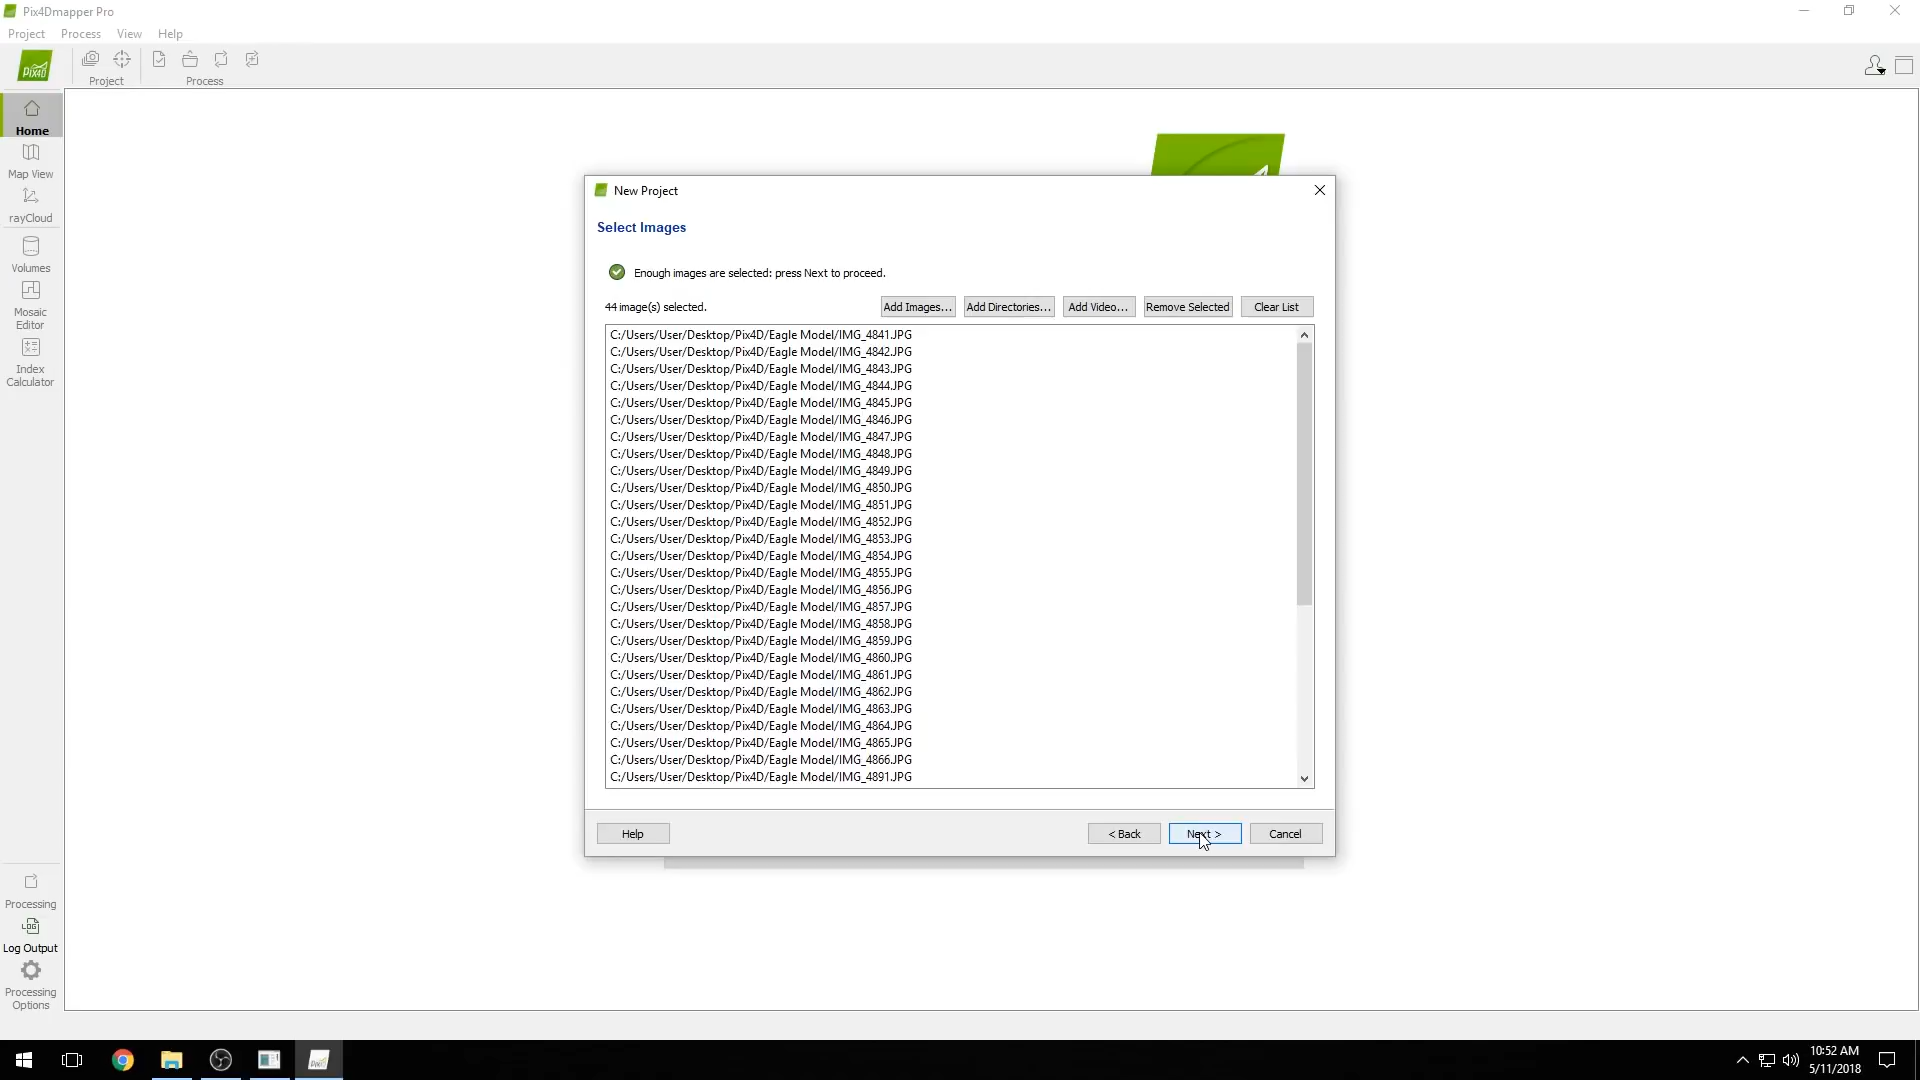 Pix4Dmapper Pro
Project Process View Help
Pix4D
Project Process
Home
Map View
rayCloud
Volumes
Mosaic
Editor
Index
Calculator
New Project
Select Images
Enough images are selected: press Next to proceed.
44 image(s) selected. Add Images... Add Directories... Add Video... Remove Selected Clear List
C:/Users/User/Desktop/Pix4D/Eagle Model/IMG_4841.JPG
C:/Users/User/Desktop/Pix4D/Eagle Model/IMG_4842.JPG
C:/Users/User/Desktop/Pix4D/Eagle Model/IMG_4843.JPG
C:/Users/User/Desktop/Pix4D/Eagle Model/IMG_4844.JPG
C:/Users/User/Desktop/Pix4D/Eagle Model/IMG_4845.JPG
C:/Users/User/Desktop/Pix4D/Eagle Model/IMG_4846.JPG
C:/Users/User/Desktop/Pix4D/Eagle Model/IMG_4847.JPG
C:/Users/User/Desktop/Pix4D/Eagle Model/IMG_4848.JPG
C:/Users/User/Desktop/Pix4D/Eagle Model/IMG_4849.JPG
C:/Users/User/Desktop/Pix4D/Eagle Model/IMG_4850.JPG
C:/Users/User/Desktop/Pix4D/Eagle Model/IMG_4851.JPG
C:/Users/User/Desktop/Pix4D/Eagle Model/IMG_4852.JPG
C:/Users/User/Desktop/Pix4D/Eagle Model/IMG_4853.JPG
C:/Users/User/Desktop/Pix4D/Eagle Model/IMG_4854.JPG
C:/Users/User/Desktop/Pix4D/Eagle Model/IMG_4855.JPG
C:/Users/User/Desktop/Pix4D/Eagle Model/IMG_4856.JPG
C:/Users/User/Desktop/Pix4D/Eagle Model/IMG_4857.JPG
C:/Users/User/Desktop/Pix4D/Eagle Model/IMG_4858.JPG
C:/Users/User/Desktop/Pix4D/Eagle Model/IMG_4859.JPG
C:/Users/User/Desktop/Pix4D/Eagle Model/IMG_4860.JPG
C:/Users/User/Desktop/Pix4D/Eagle Model/IMG_4861.JPG
C:/Users/User/Desktop/Pix4D/Eagle Model/IMG_4862.JPG
C:/Users/User/Desktop/Pix4D/Eagle Model/IMG_4863.JPG
C:/Users/User/Desktop/Pix4D/Eagle Model/IMG_4864.JPG
C:/Users/User/Desktop/Pix4D/Eagle Model/IMG_4865.JPG
C:/Users/User/Desktop/Pix4D/Eagle Model/IMG_4866.JPG
C:/Users/User/Desktop/Pix4D/Eagle Model/IMG_4891.JPG
Help < Back Next > Cancel
Processing
LOG
Log Output
Processing
Options
10:52 AM
5/11/2018